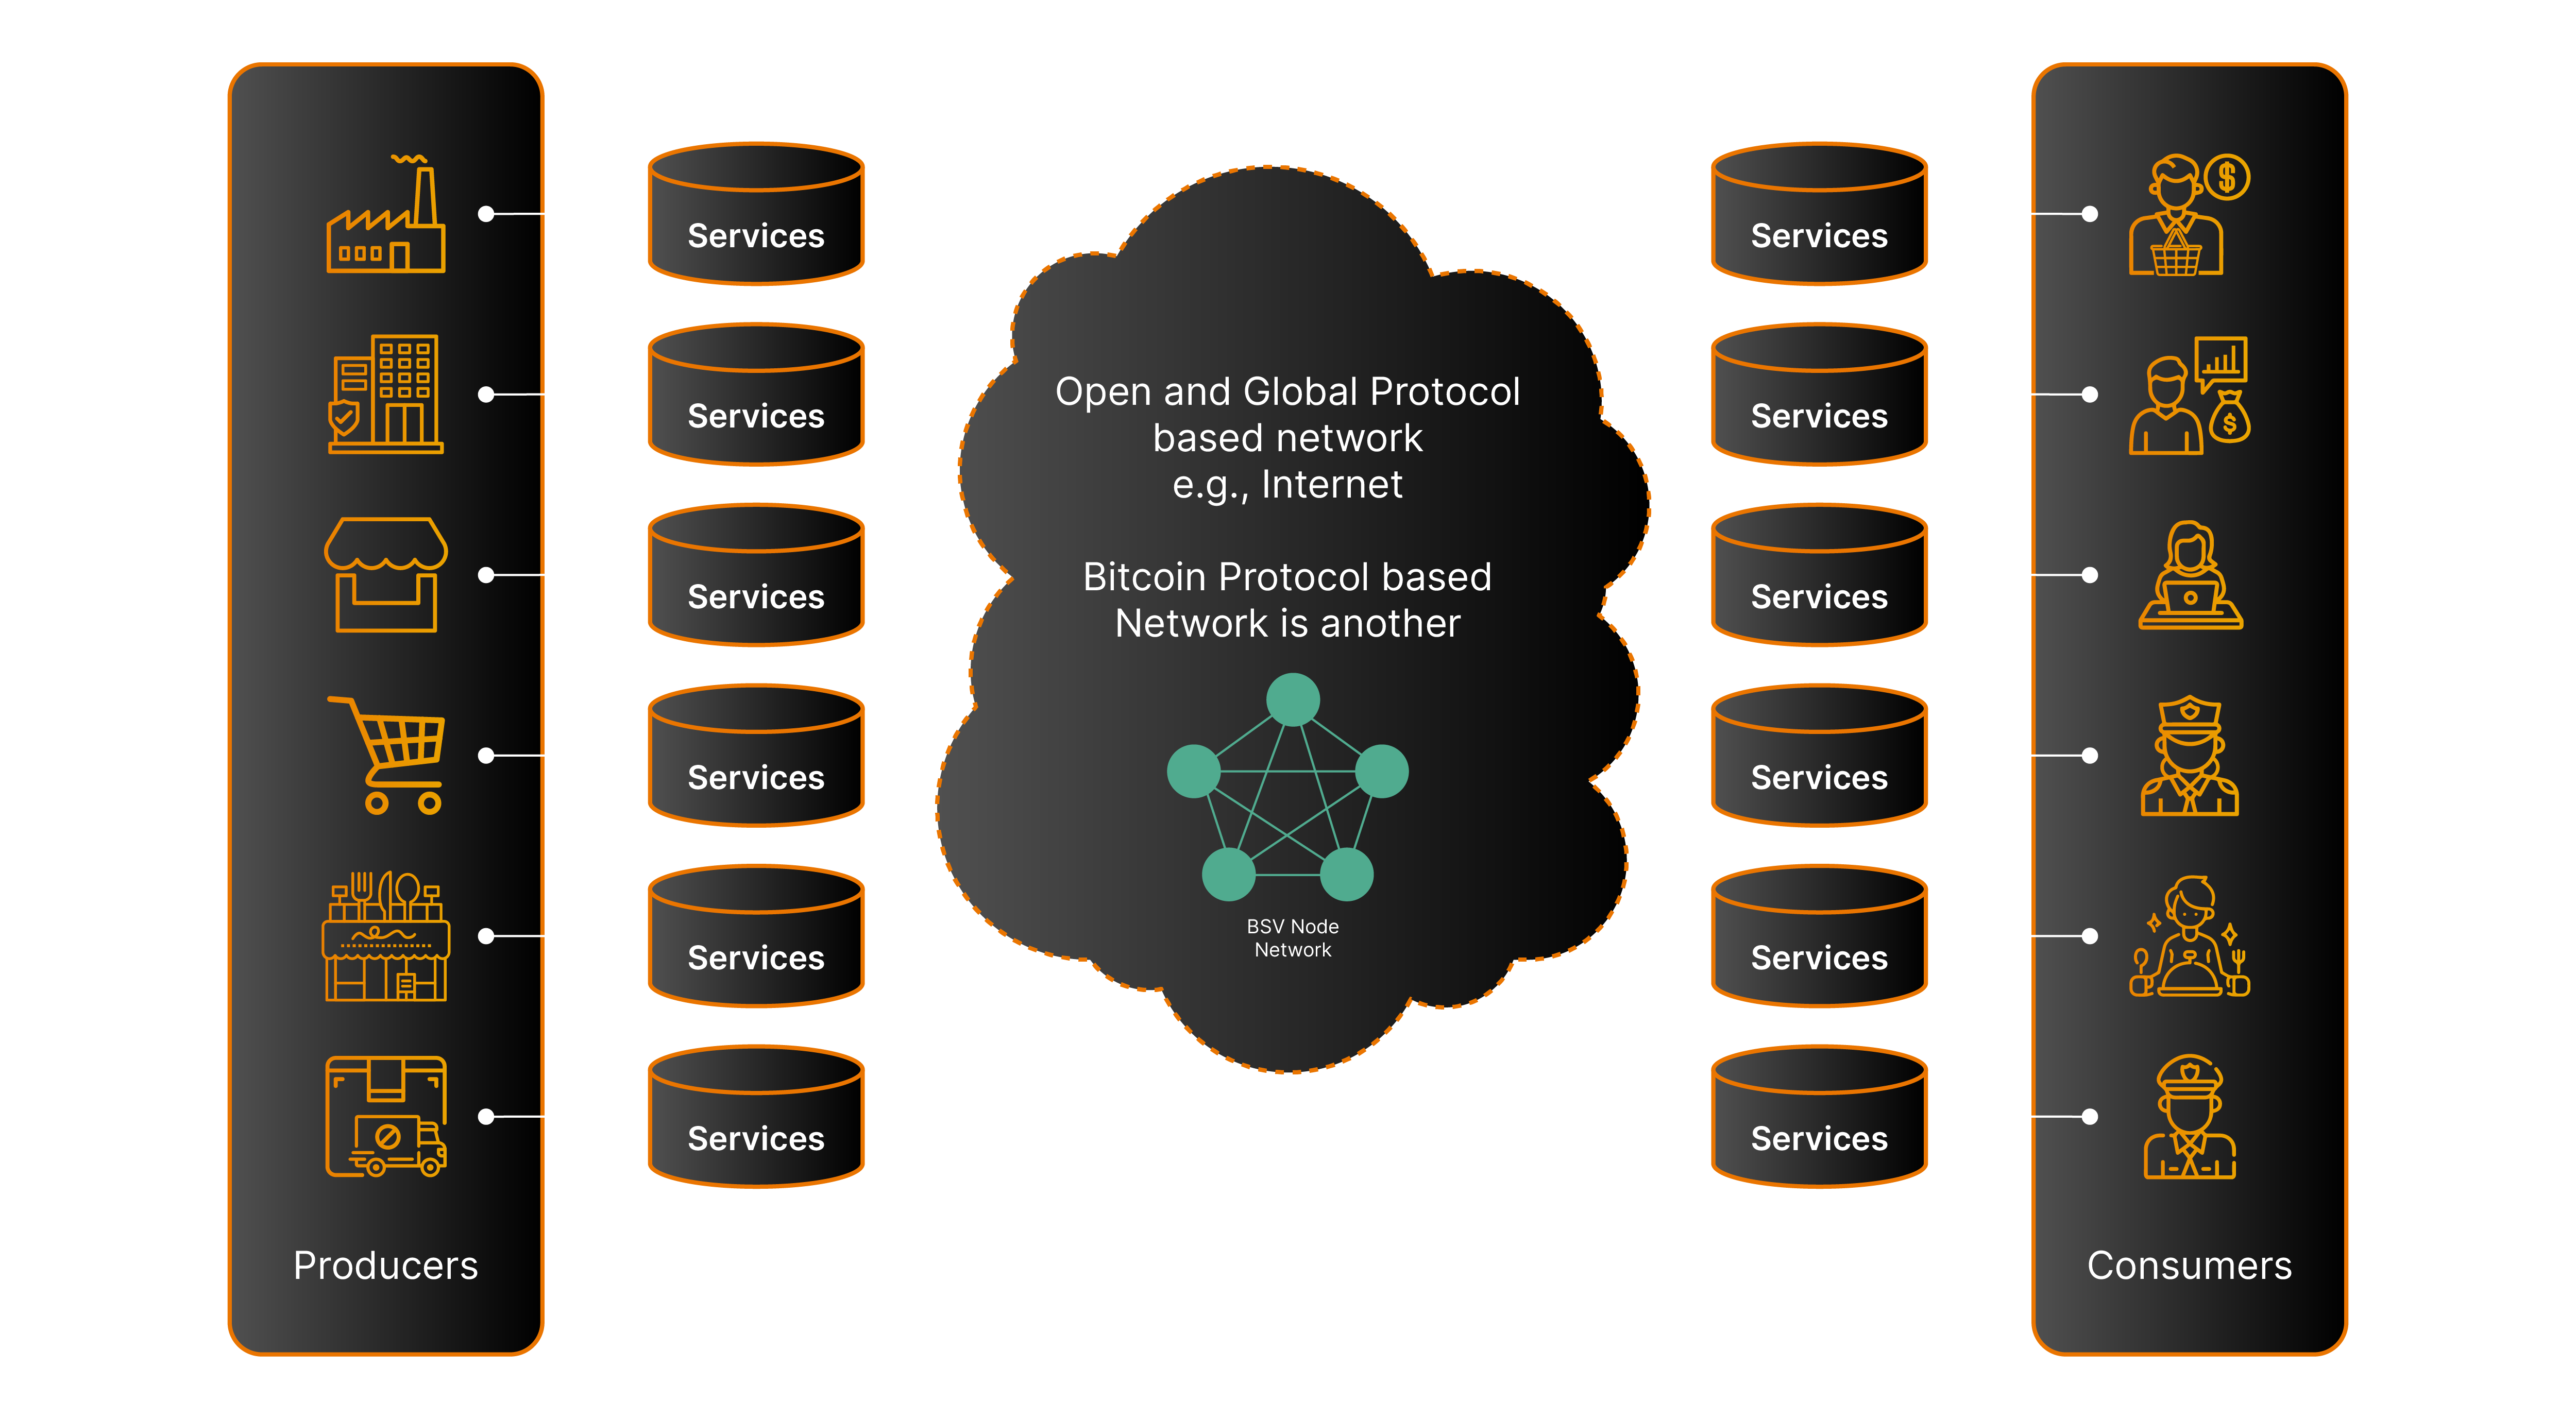 Services
Services
Services
Services
Services
Services
Producers
Open and Global Protocol
based network
e.g., Internet
Bitcoin Protocol based
Network is another
BSV Node
Network
Services
Services
Services
Services
Services
Services
Consumers